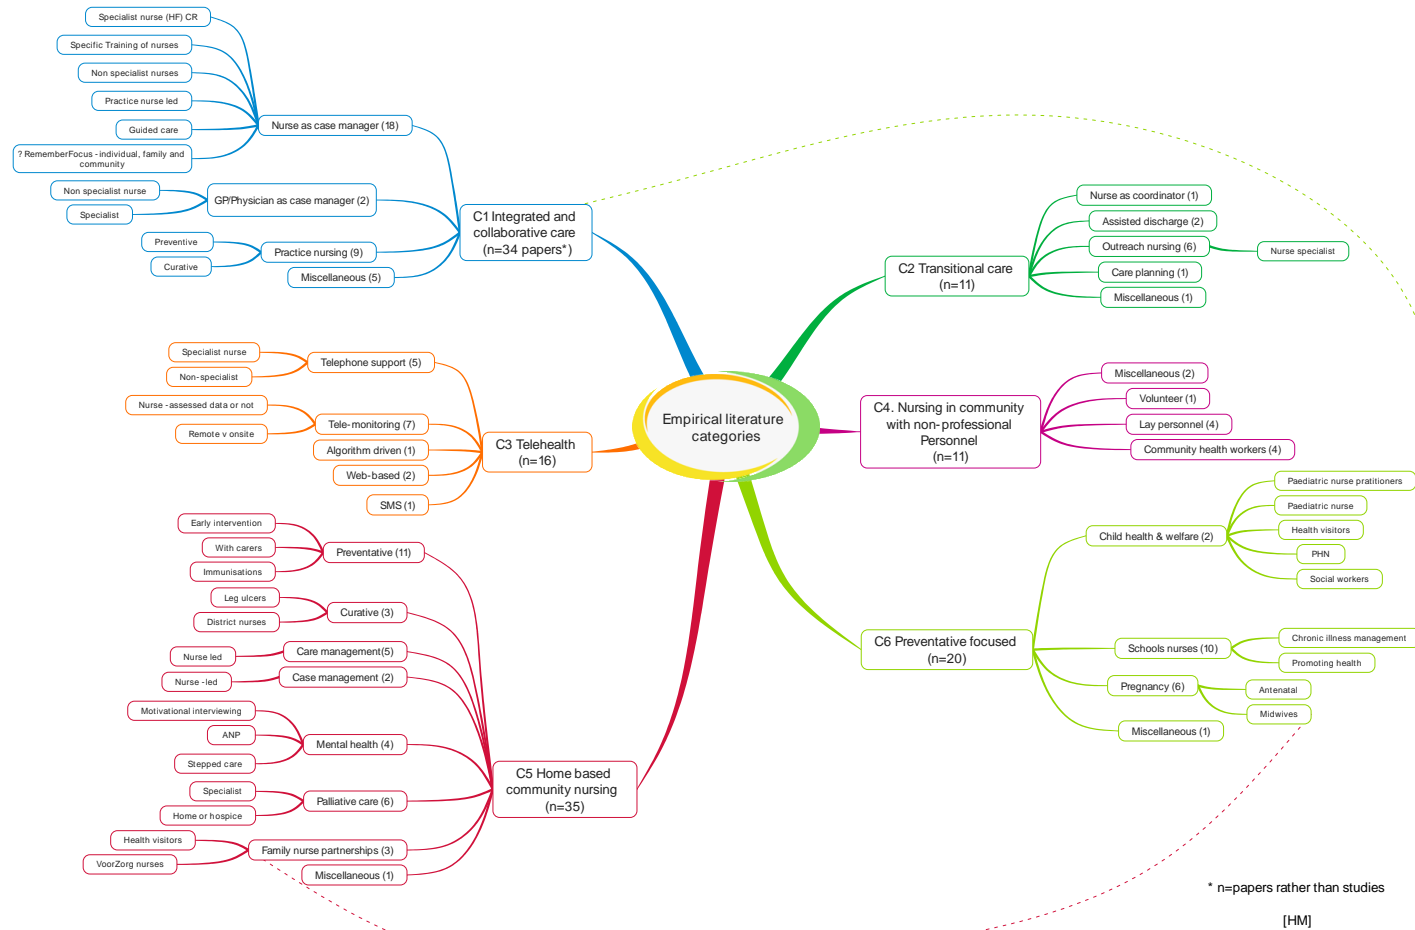 Specialist nurse (HF) CR
Specific Training of nurses
Non specialist nurses
Practice nurse led
Guided care
? RememberFocus - individual, family and
community
Nurse as case manager (18)
Non specialist nurse
Specialist
GP/Physician as case manager (2)
Preventive
Curative
Practice nursing (9)
Miscellaneous (5)
C1 Integrated and
collaborative care
(n=34 papers*)
Nurse as coordinator (1)
Assisted discharge (2)
Outreach nursing (6)
Nurse specialist
Care planning (1)
Miscellaneous (1)
C2 Transitional care
(n=11)
Specialist nurse
Non-specialist
Telephone support (5)
Nurse -assessed data or not
Remote v onsite
Tele-monitoring (7)
Algorithm driven (1)
Web-based (2)
SMS (1)
C3 Telehealth
(n=16)
Empirical literature
categories
Miscellaneous (2)
Volunteer (1)
Lay personnel (4)
Community health workers (4)
C4. Nursing in community
with non-professional
Personnel
(n=11)
Early intervention
With carers
Immunisations
Preventative (11)
Leg ulcers
District nurses
Curative (3)
Nurse led
Care management(5)
Nurse -led
Case management (2)
Motivational interviewing
ANP
Stepped care
Mental health (4)
Specialist
Home or hospice
Palliative care (6)
Health visitors
VoorZorg nurses
Family nurse partnerships (3)
Miscellaneous (1)
C5 Home based
community nursing
(n=35)
Paediatric nurse pratitioners
Paediatric nurse
Health visitors
PHN
Social workers
Child health & welfare (2)
Chronic illness management
Promoting health
Schools nurses (10)
Antenatal
Midwives
Pregnancy (6)
Miscellaneous (1)
C6 Preventative focused
(n=20)
* n=papers rather than studies
[HM]